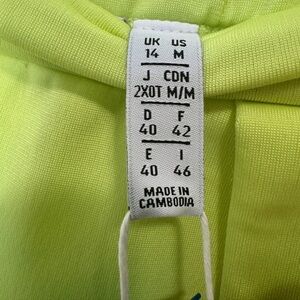 UK US
14 M
J CDN
2XOT M/M
D F
40 42
E I
40 46
MADE IN
CAMBODIA